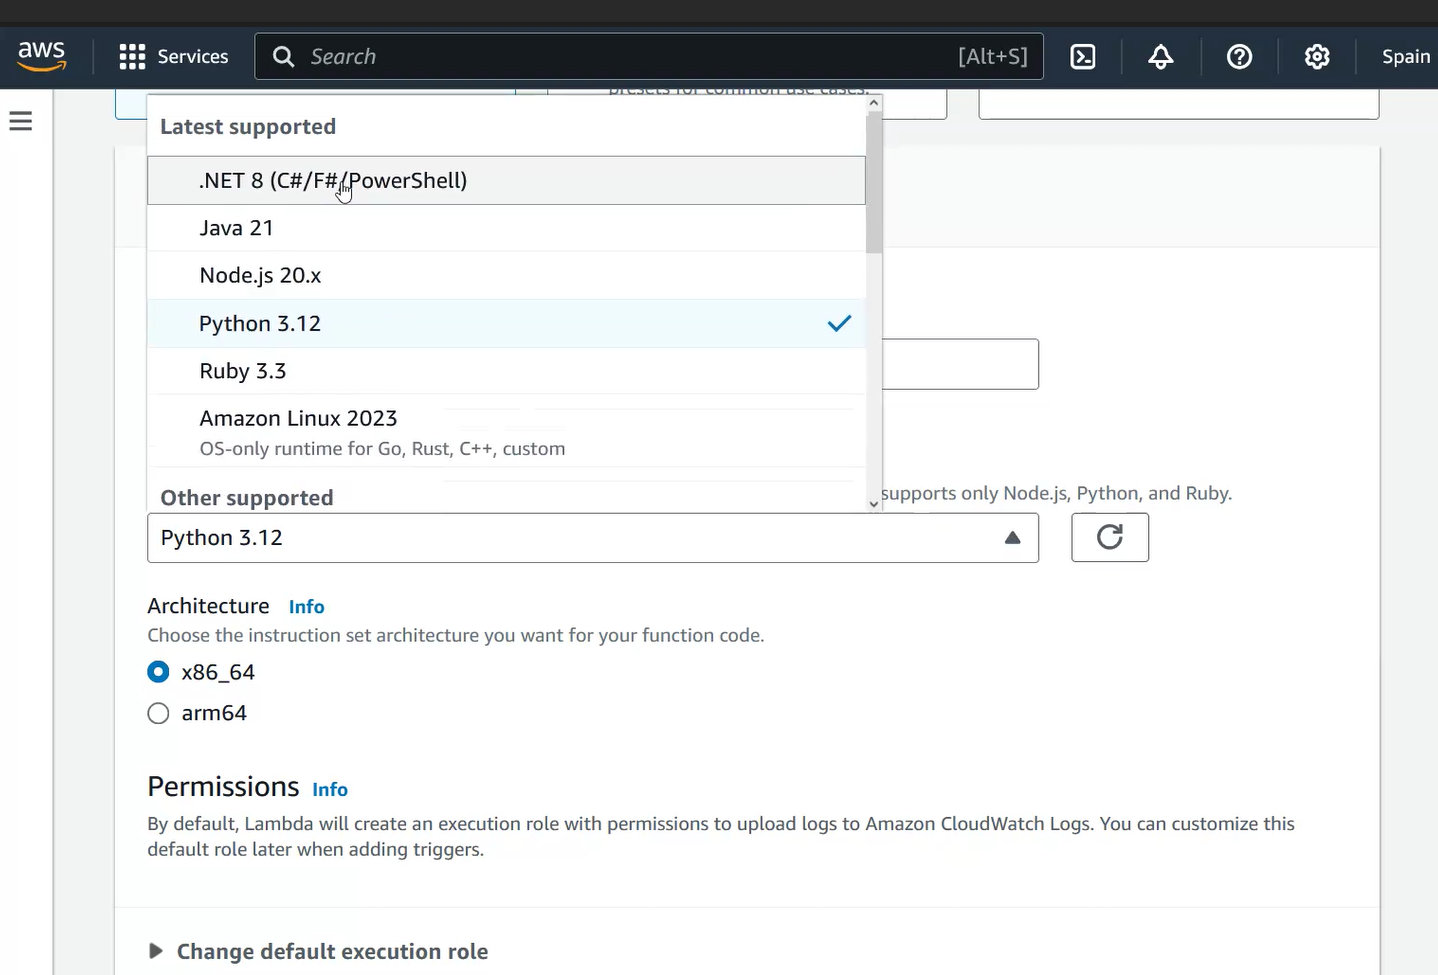 aws
Services
Search
[Alt+S]
Spain
presets for common use cases.
Latest supported
.NET 8 (C#/F#/PowerShell)
Java 21
Node.js 20.x
Python 3.12
Ruby 3.3
Amazon Linux 2023
OS-only runtime for Go, Rust, C++, custom
Other supported
supports only Node.js, Python, and Ruby.
Python 3.12
Architecture Info
Choose the instruction set architecture you want for your function code.
x86_64
arm64
Permissions Info
By default, Lambda will create an execution role with permissions to upload logs to Amazon CloudWatch Logs. You can customize this
default role later when adding triggers.
Change default execution role